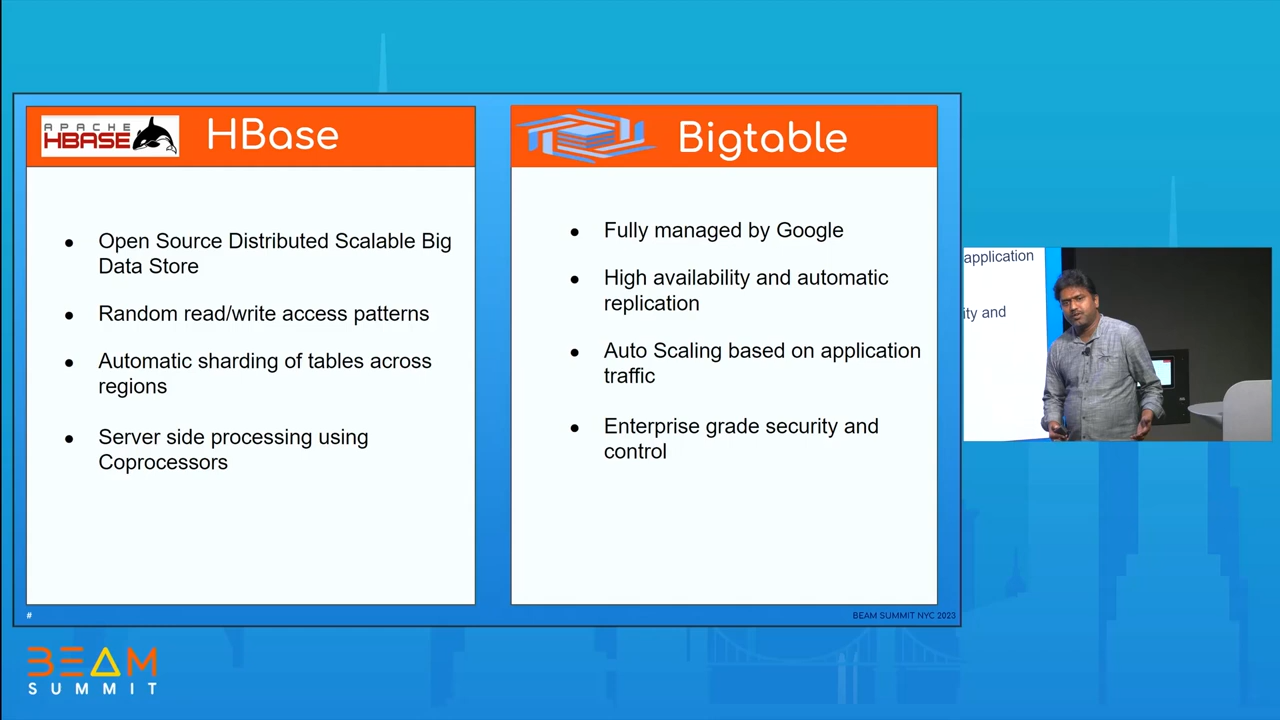 APACHE
HBASE
HBase
Open Source Distributed Scalable Big
Data Store
Random read/write access patterns
Automatic sharding of tables across
regions
Server side processing using
Coprocessors
Bigtable
Fully managed by Google
High availability and automatic
replication
Auto Scaling based on application
traffic
Enterprise grade security and
control
#
BEAM SUMMIT NYC 2023
application
ity and
BEAM
SUMMIT